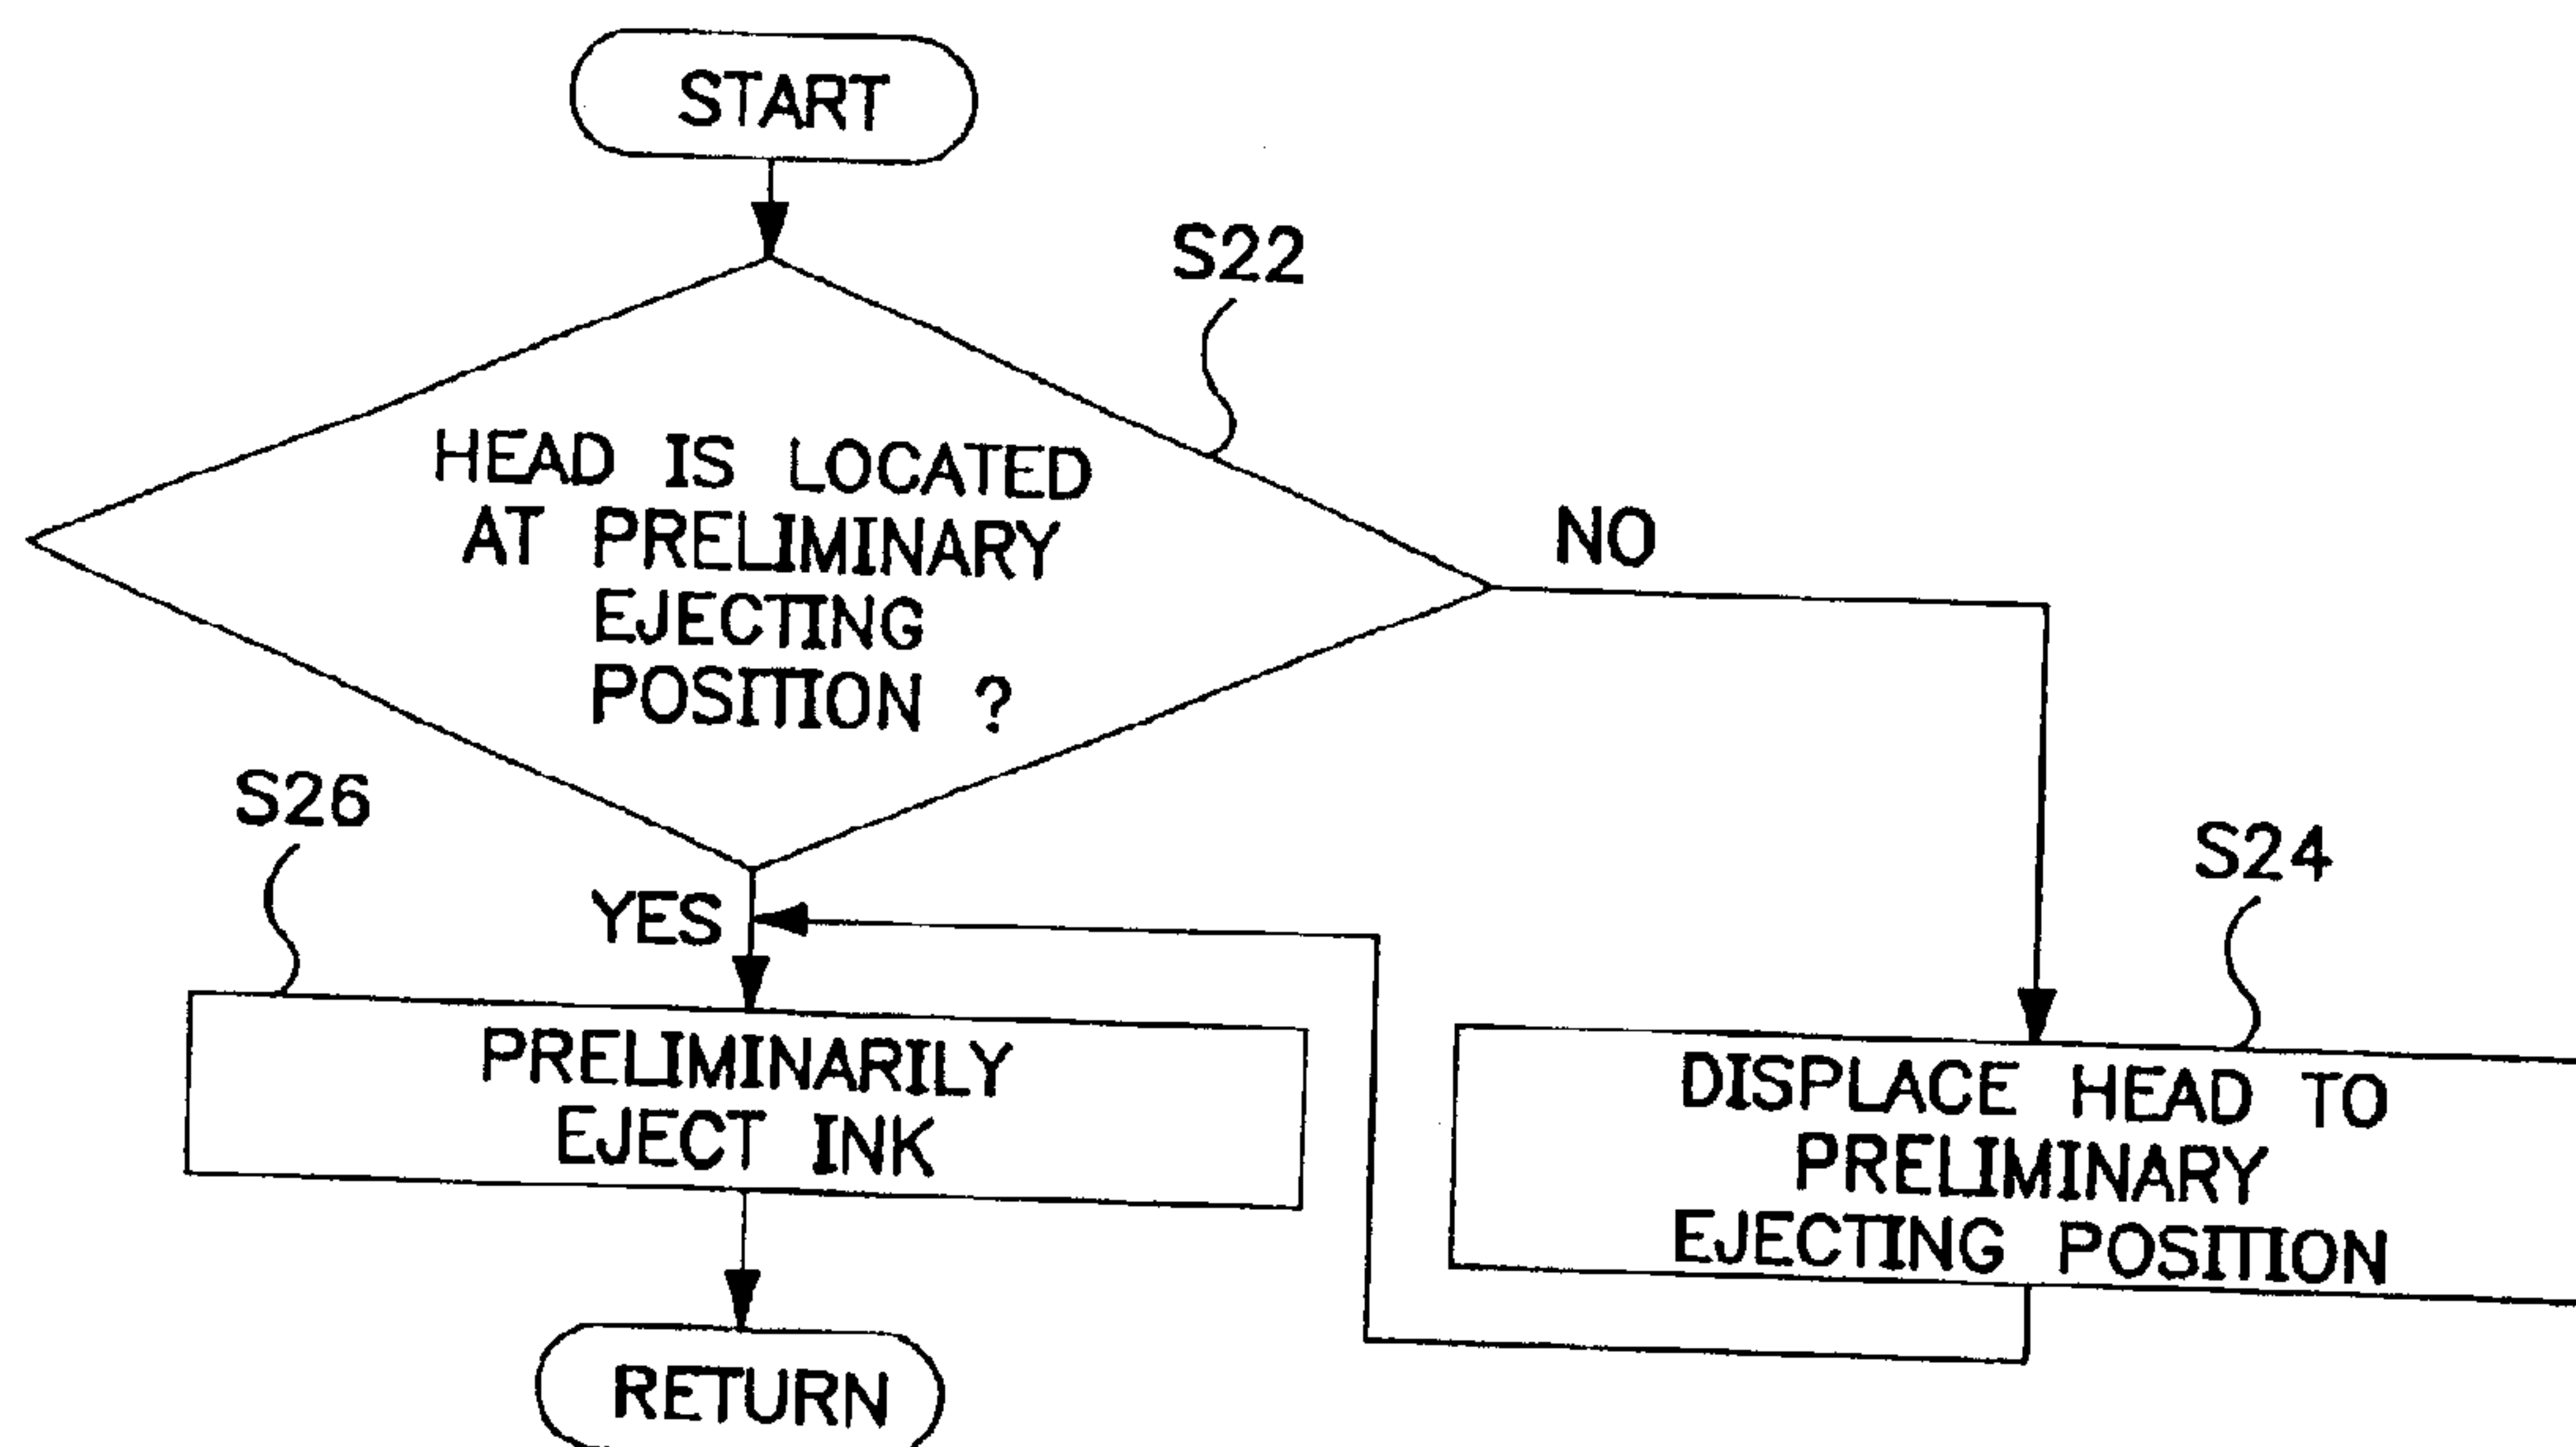 START
S22
HEAD IS LOCATED
AT PRELIMINARY
EJECTING
POSITION ?
NO
S26
YES
S24
PRELIMINARILY
EJECT INK
DISPLACE HEAD TO
PRELIMINARY
EJECTING POSITION
RETURN